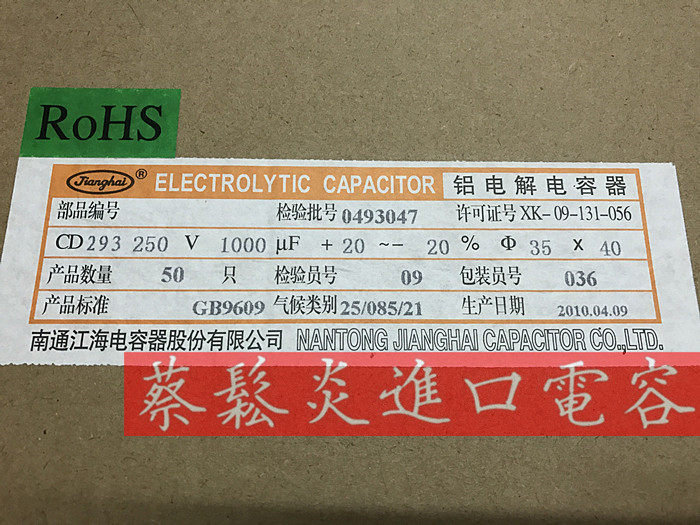 RoHS
Jianghai ® ELECTROLYTIC CAPACITOR 铝电解电容器
部品编号 检验批号 0493047 许可证号 XK-09-131-056
CD 293 250 V 1000 μF + 20 ~- 20 % Φ 35 X 40
产品数量 50 只 检验员号 09 包装员号 036
产品标准 GB9609 气候类别 25/085/21 生产日期 2010.04.09
南通江海电容器股份有限公司 NANTONG JIANGHAI CAPACITOR CO.,LTD.
蔡鬆炎進口電容